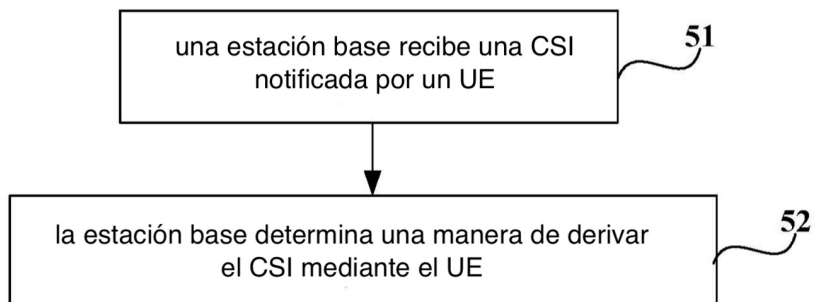 una estación base recibe una CSI
notificada por un UE
51
la estación base determina una manera de derivar
el CSI mediante el UE
52